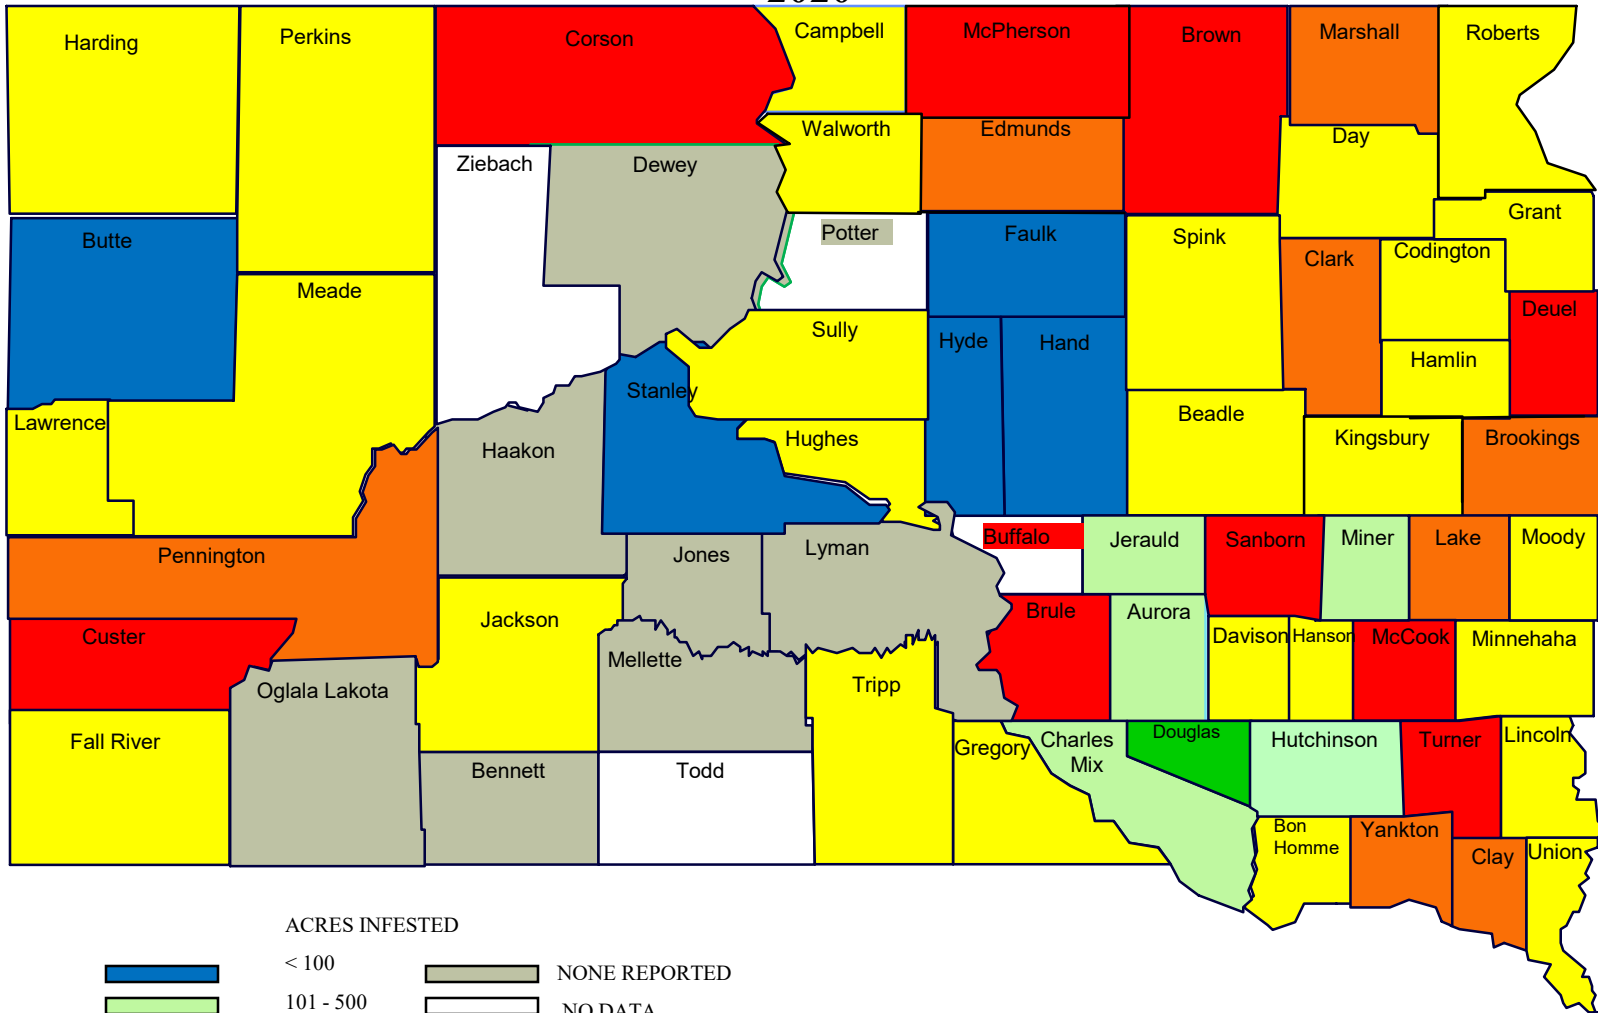 2020
Harding
Perkins
Corson
Campbell
McPherson
Brown
Marshall
Roberts
Walworth
Edmunds
Day
Ziebach
Dewey
Grant
Butte
Potter
Faulk
Spink
Clark
Codington
Meade
Deuel
Sully
Hyde
Hand
Hamlin
Stanley
Lawrence
Beadle
Hughes
Kingsbury
Brookings
Haakon
Pennington
Jones
Lyman
Buffalo
Jerauld
Sanborn
Miner
Lake
Moody
Custer
Jackson
Brule
Aurora
Davison
Hanson
McCook
Minnehaha
Mellette
Oglala Lakota
Tripp
Fall River
Gregory
Charles
Mix
Douglas
Hutchinson
Turner
Lincoln
Bennett
Todd
Bon
Homme
Yankton
Clay
Union
ACRES INFESTED
< 100
NONE REPORTED
101 - 500
NO DATA